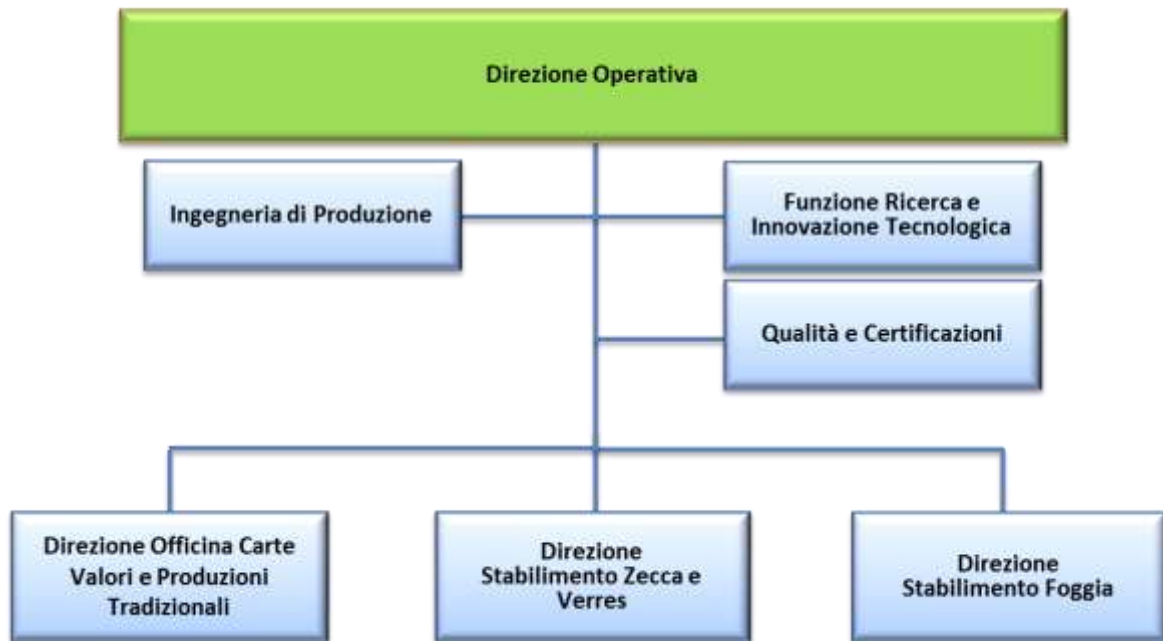 Direzione Operativa
Ingegneria di Produzione
Funzione Ricerca e
Innovazione Tecnologica
Qualità e Certificazioni
Direzione Officina Carte
Valori e Produzioni
Tradizionali
Direzione
Stabilimento Zecca e
Verres
Direzione
Stabilimento Foggia